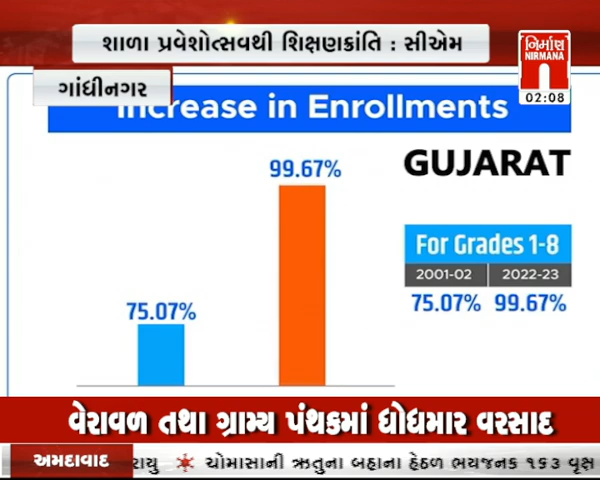 શાળા પ્રવેશોત્સવથી શિક્ષણક્રાંતિ : સીએમ
નિર્માણ
NIRMANA
02:08
ગાંધીનગર
Increase in Enrollments
GUJARAT
99.67%
75.07%
For Grades 1-8
2001-02 2022-23
75.07% 99.67%
વેરાવળ તથા ગ્રામ્ય પંથકમાં ધોધમાર વરસાદ
અમદાવાદ
રાયુ ચોમાસાની ઋતુના બહાના હેઠળ ભયજનક ૧૬૩ વૃક્ષ